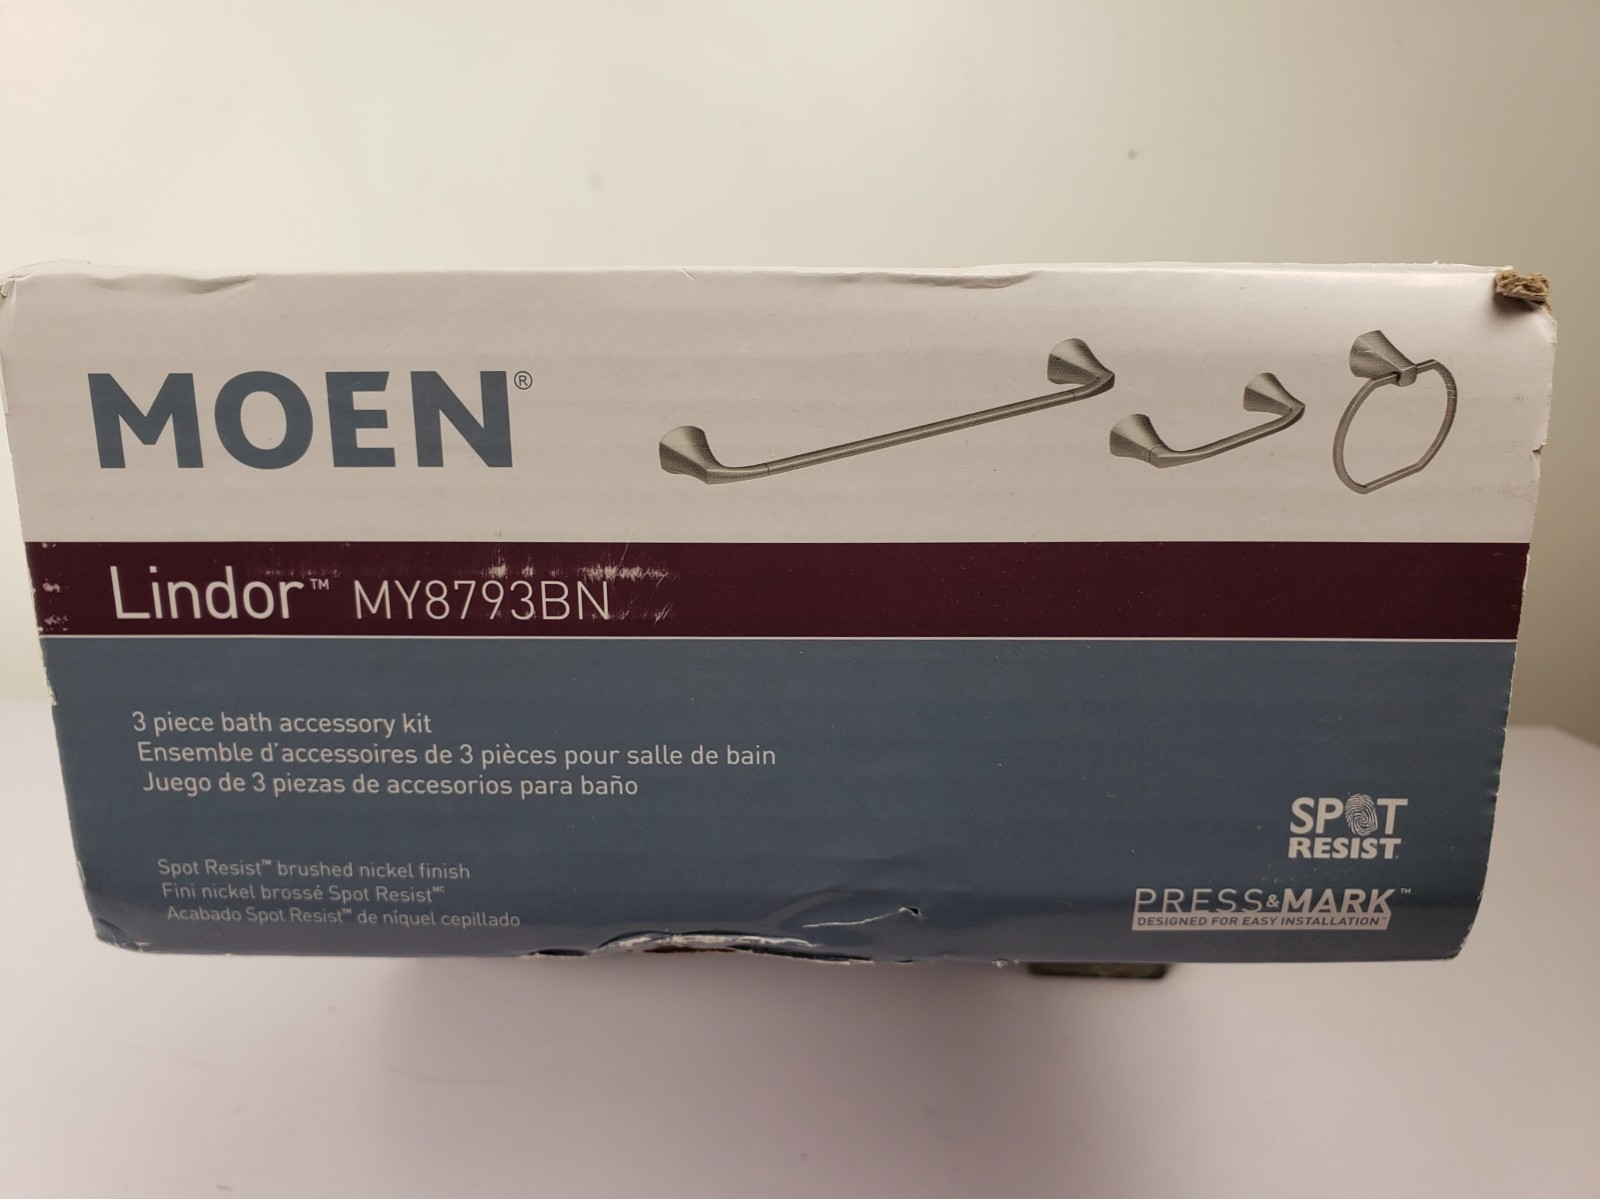 MOEN®
Lindor™ MY8793BN
3 piece bath accessory kit
Ensemble d'accessoires de 3 pièces pour salle de bain
Juego de 3 piezas de accesorios para baño
Spot Resist™ brushed nickel finish
Fini nickel brossé Spot Resist MC
Acabado Spot Resist™ de níquel cepillado
SPOT
RESIST
PRESS&MARK™
DESIGNED FOR EASY INSTALLATION™